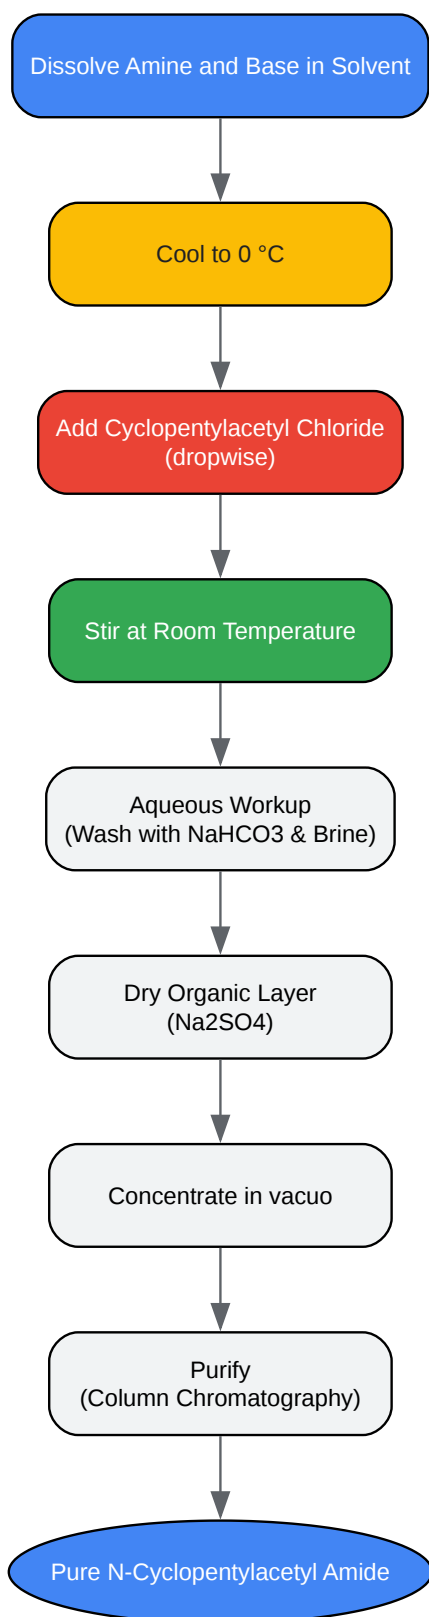 Dissolve Amine and Base in Solvent
Cool to 0 °C
Add Cyclopentylacetyl Chloride
(dropwise)
Stir at Room Temperature
Aqueous Workup
(Wash with NaHCO3 & Brine)
Dry Organic Layer
(Na2SO4)
Concentrate in vacuo
Purify
(Column Chromatography)
Pure N-Cyclopentylacetyl Amide